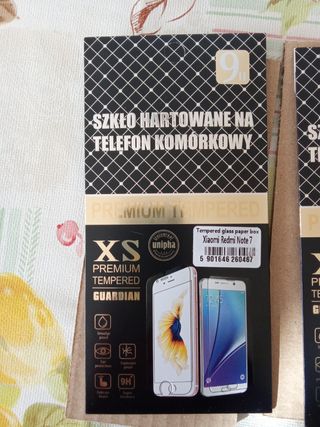 9H
SZKŁO HARTOWANE NA
TELEFON KOMÓRKOWY
PREMIUM TEMPERED
Tempered glass paper box
Xiaomi Redmi Note 7
5 901646 260467
XS
PREMIUM
TEMPERED
GUARDIAN
unipha
9H